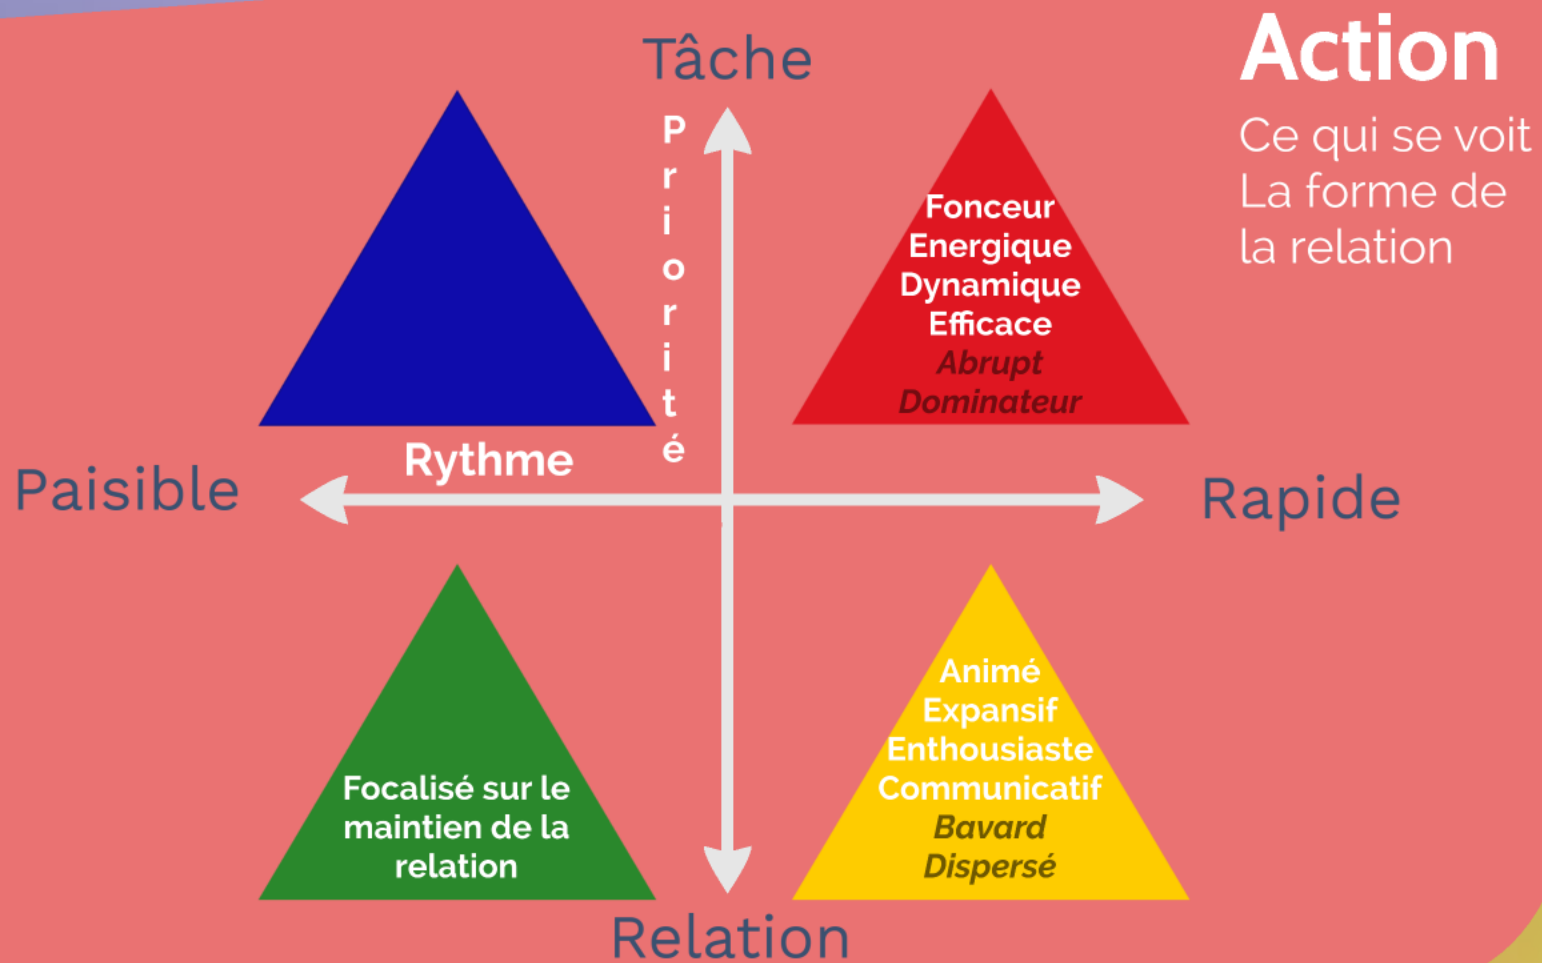 Action
Ce qui se voit
La forme de
la relation
Tâche
Priorité
Fonceur
Energique
Dynamique
Efficace
Abrupt
Dominateur
Rythme
Paisible
Rapide
Focalisé sur le
maintien de la
relation
Animé
Expansif
Enthousiaste
Communicatif
Bavard
Dispersé
Relation